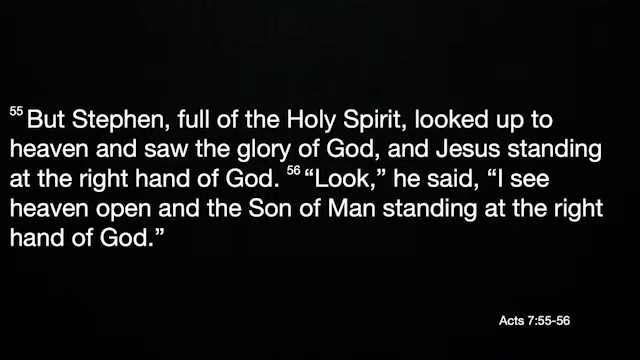 55 But Stephen, full of the Holy Spirit, looked up to
heaven and saw the glory of God, and Jesus standing
at the right hand of God. 56 “Look,” he said, “I see
heaven open and the Son of Man standing at the right
hand of God.”
Acts 7:55-56